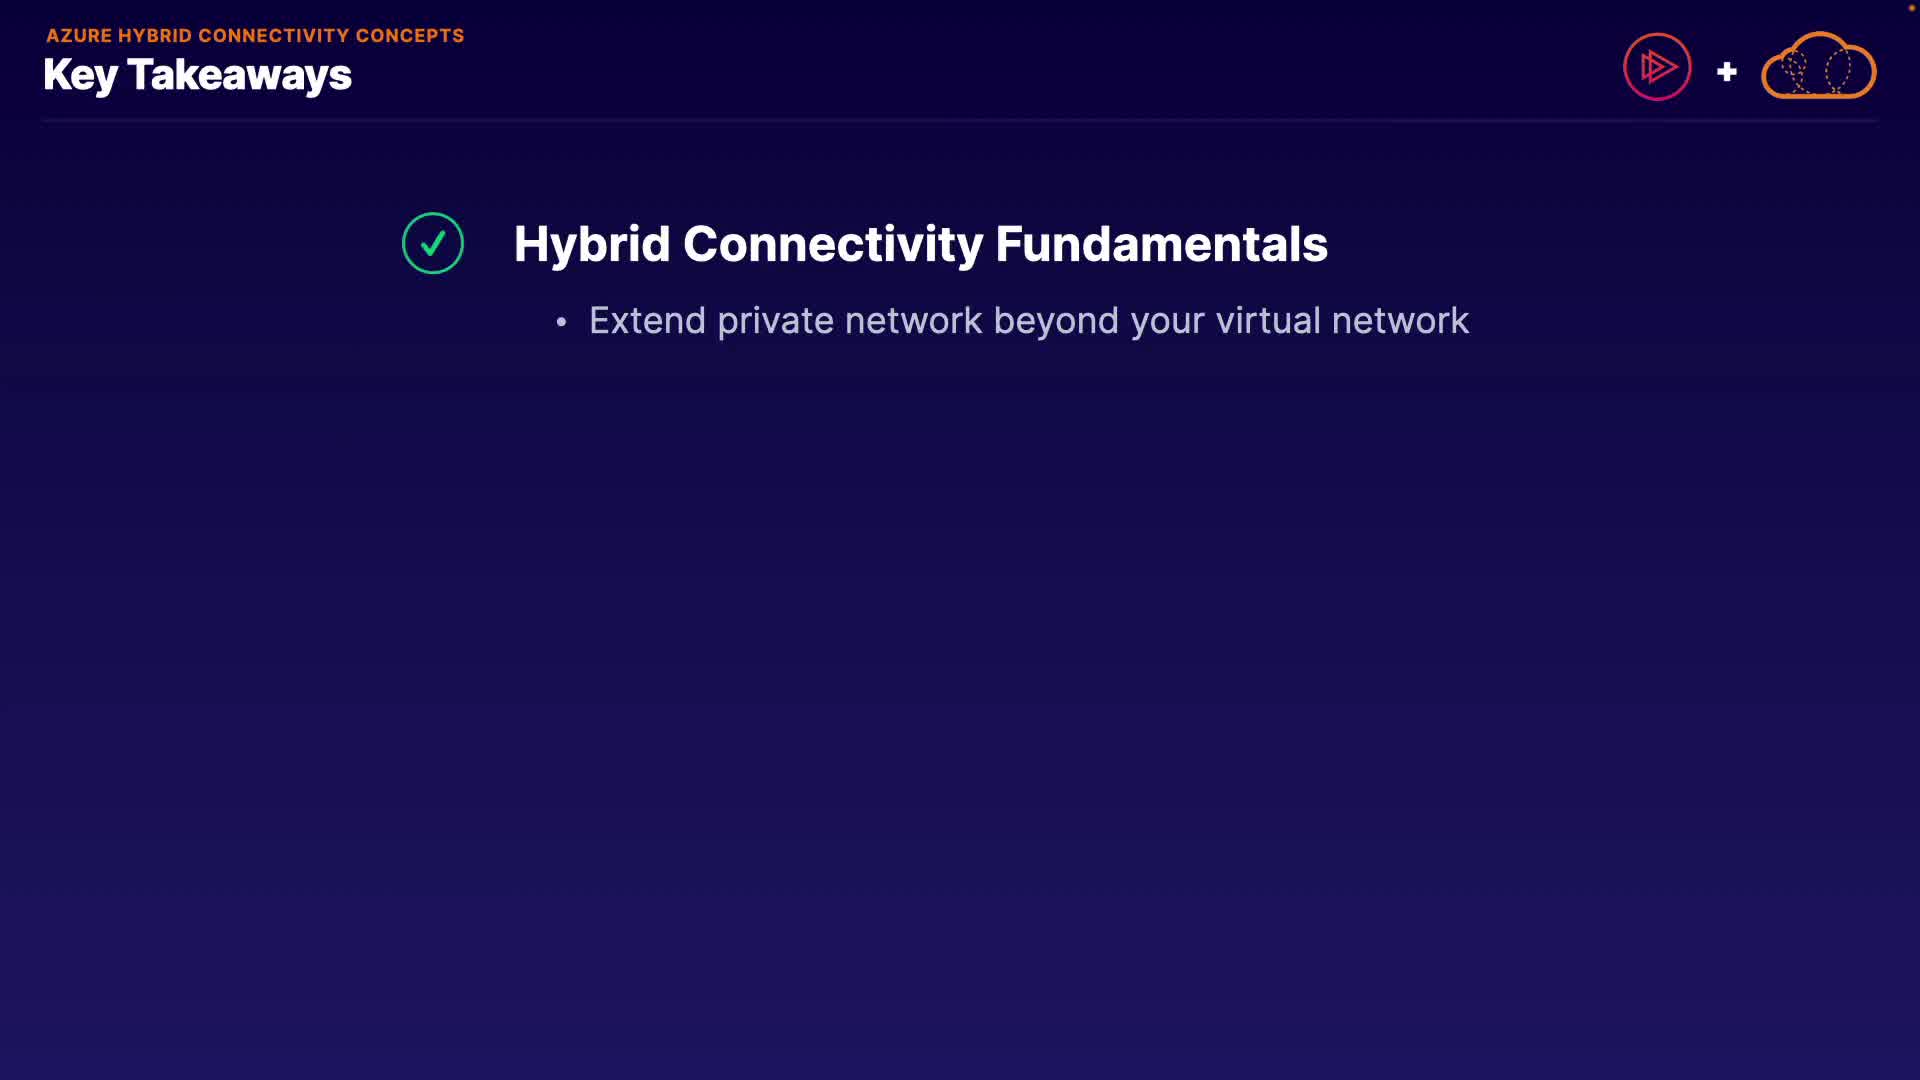 AZURE HYBRID CONNECTIVITY CONCEPTS
Key Takeaways
+
Hybrid Connectivity Fundamentals
• Extend private network beyond your virtual network